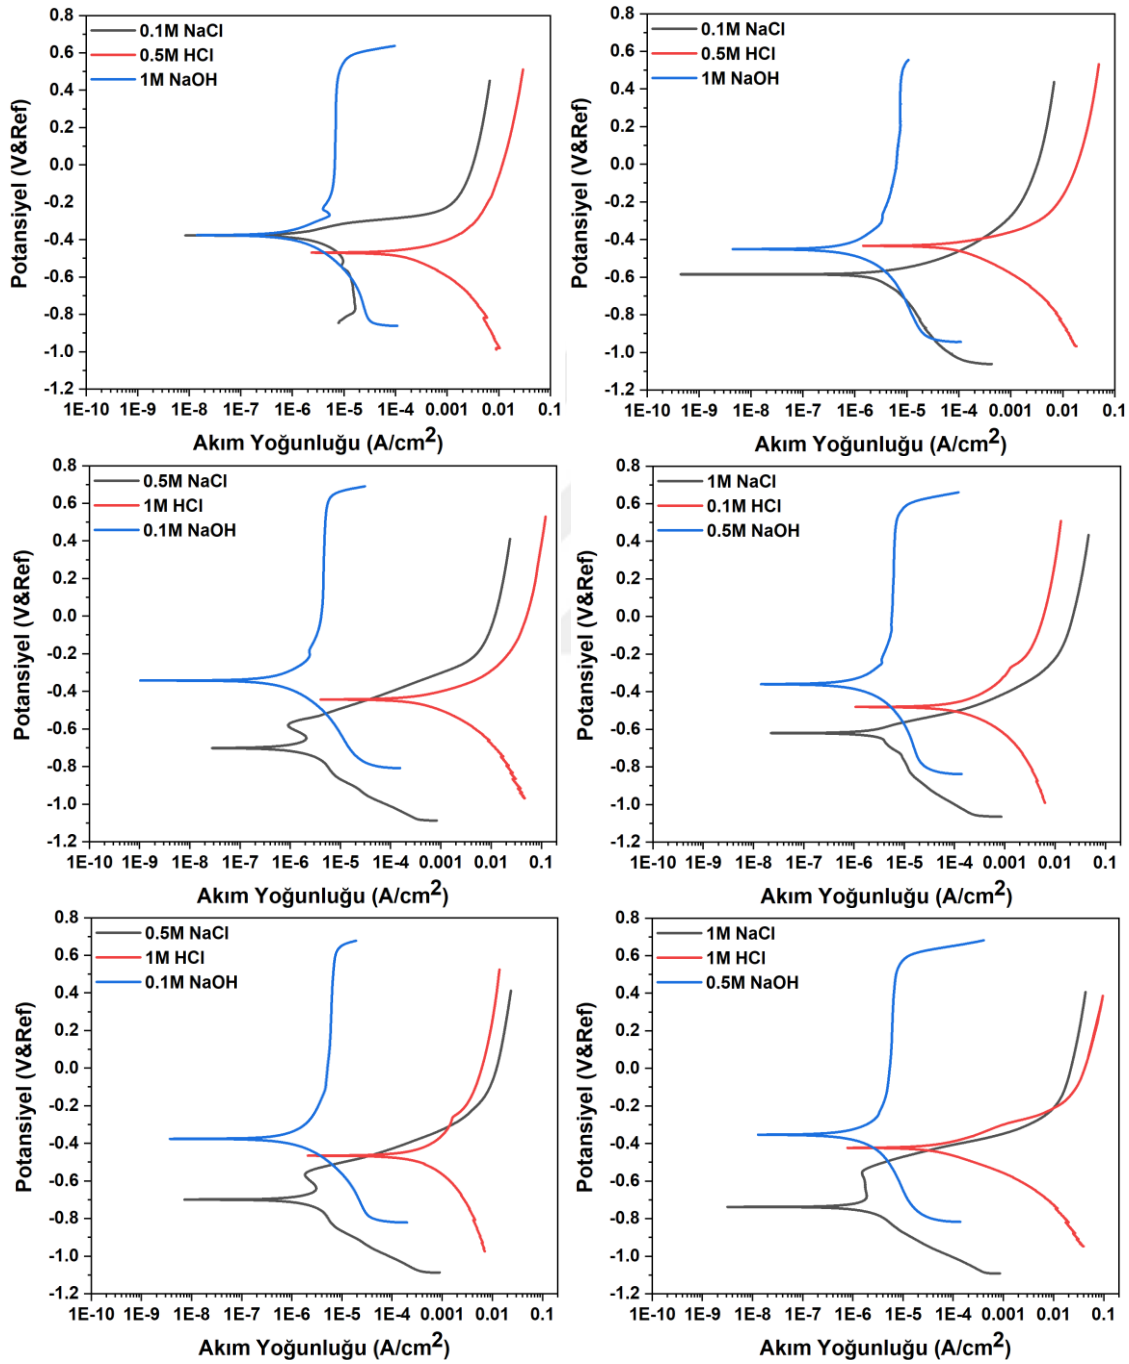 0.1M NaCl
0.5M HCl
1M NaOH
Potansiyel (V&Ref)
0.8
0.6
0.4
0.2
0.0
-0.2
-0.4
-0.6
-0.8
-1.0
-1.2
1E-10 1E-9 1E-8 1E-7 1E-6 1E-5 1E-4 0.001 0.01 0.1
Akım Yoğunluğu (A/cm²)
0.1M NaCl
0.5M HCl
1M NaOH
Potansiyel (V&Ref)
0.8
0.6
0.4
0.2
0.0
-0.2
-0.4
-0.6
-0.8
-1.0
-1.2
1E-10 1E-9 1E-8 1E-7 1E-6 1E-5 1E-4 0.001 0.01 0.1
Akım Yoğunluğu (A/cm²)
0.5M NaCl
1M HCl
0.1M NaOH
Potansiyel (V&Ref)
0.8
0.6
0.4
0.2
0.0
-0.2
-0.4
-0.6
-0.8
-1.0
-1.2
1E-10 1E-9 1E-8 1E-7 1E-6 1E-5 1E-4 0.001 0.01 0.1
Akım Yoğunluğu (A/cm²)
1M NaCl
0.1M HCl
0.5M NaOH
Potansiyel (V&Ref)
0.8
0.6
0.4
0.2
0.0
-0.2
-0.4
-0.6
-0.8
-1.0
-1.2
1E-10 1E-9 1E-8 1E-7 1E-6 1E-5 1E-4 0.001 0.01 0.1
Akım Yoğunluğu (A/cm²)
0.5M NaCl
1M HCl
0.1M NaOH
Potansiyel (V&Ref)
0.8
0.6
0.4
0.2
0.0
-0.2
-0.4
-0.6
-0.8
-1.0
-1.2
1E-10 1E-9 1E-8 1E-7 1E-6 1E-5 1E-4 0.001 0.01 0.1
Akım Yoğunluğu (A/cm²)
1M NaCl
1M HCl
0.5M NaOH
Potansiyel (V&Ref)
0.8
0.6
0.4
0.2
0.0
-0.2
-0.4
-0.6
-0.8
-1.0
-1.2
1E-10 1E-9 1E-8 1E-7 1E-6 1E-5 1E-4 0.001 0.01 0.1
Akım Yoğunluğu (A/cm²)